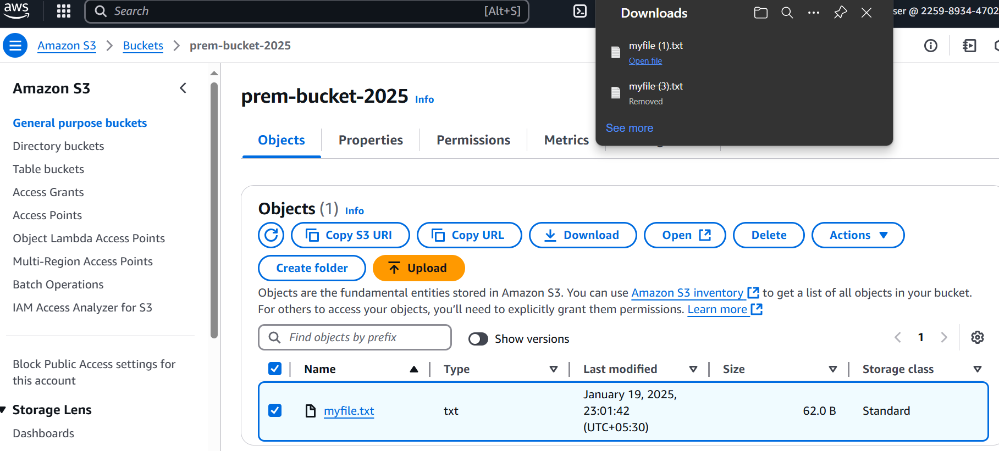 aws
Search
[Alt+S]
ser @ 2259-8934-4702
Amazon S3
Buckets
prem-bucket-2025
Downloads
myfile (1).txt
Open file
myfile (3).txt
Removed
See more
Amazon S3
General purpose buckets
Directory buckets
Table buckets
Access Grants
Access Points
Object Lambda Access Points
Multi-Region Access Points
Batch Operations
IAM Access Analyzer for S3
Block Public Access settings for
this account
Storage Lens
Dashboards
prem-bucket-2025 Info
Objects
Properties
Permissions
Metrics
Objects (1) Info
Copy S3 URI
Copy URL
Download
Open
Delete
Actions
Create folder
Upload
Objects are the fundamental entities stored in Amazon S3. You can use Amazon S3 inventory to get a list of all objects in your bucket.
For others to access your objects, you'll need to explicitly grant them permissions. Learn more
Find objects by prefix
Show versions
1
Name
Type
Last modified
Size
Storage class
myfile.txt
txt
January 19, 2025,
23:01:42
(UTC+05:30)
62.0 B
Standard